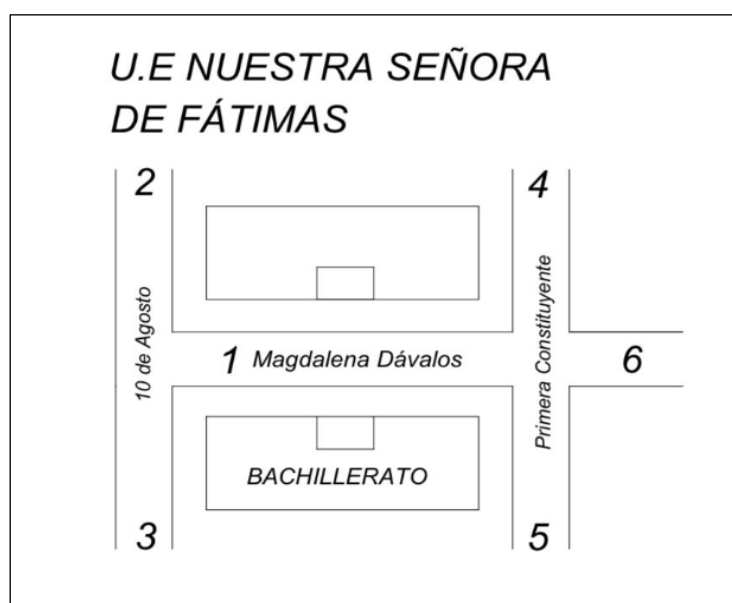 U.E NUESTRA SEÑORA
DE FÁTIMAS
2
4
10 de Agosto
Primera Constituyente
1 Magdalena Dávalos
6
BACHILLERATO
3
5